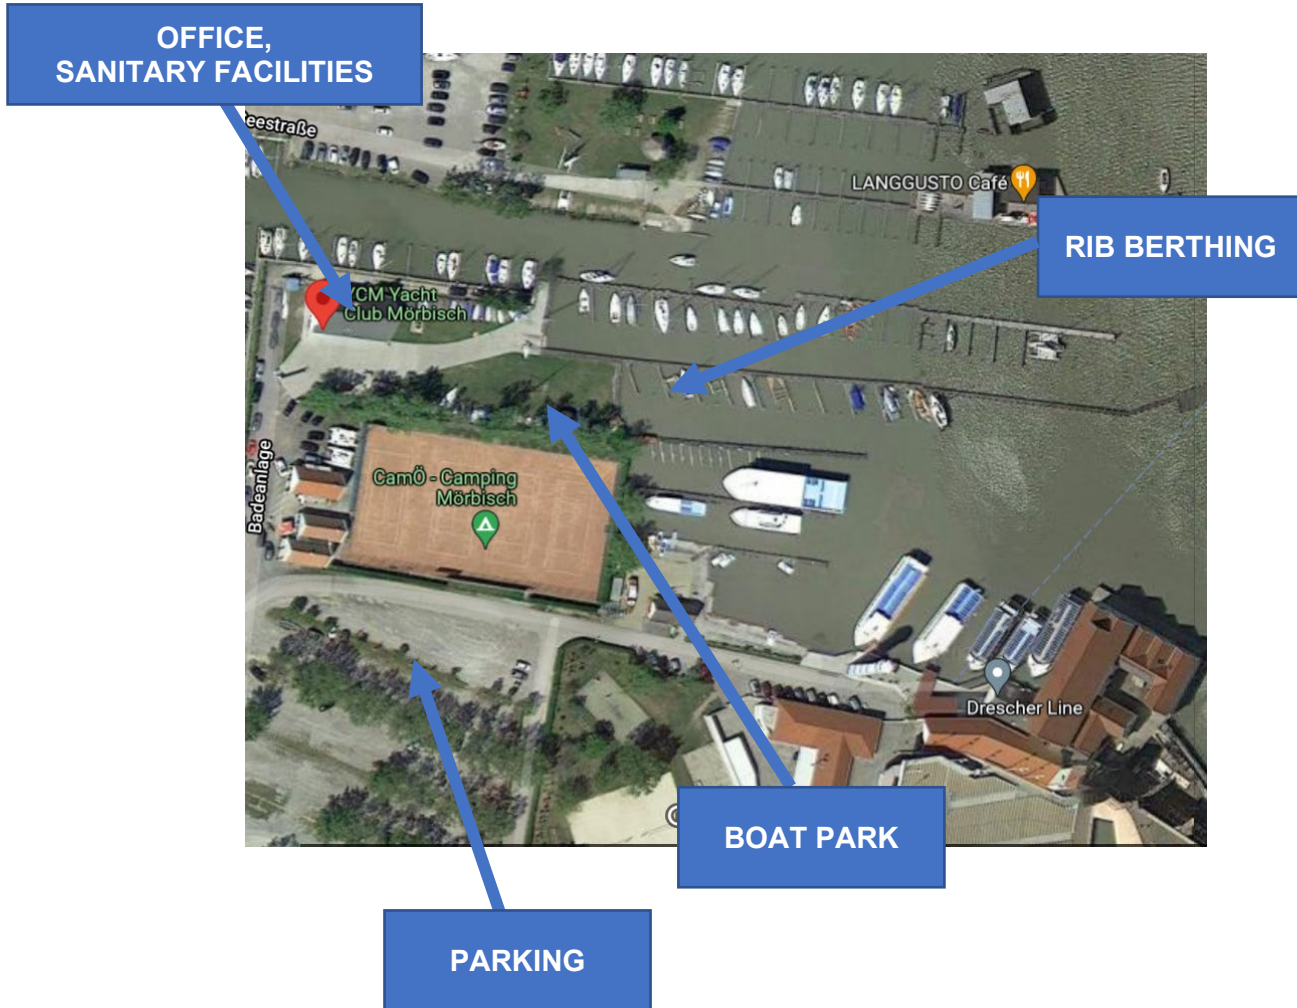 OFFICE,
SANITARY FACILITIES
eestraße
LANGGUSTO Café
RIB BERTHING
YCM Yacht
Club Mörbisch
Badeanlage
CamÖ - Camping
Mörbisch
Drescher Line
BOAT PARK
PARKING